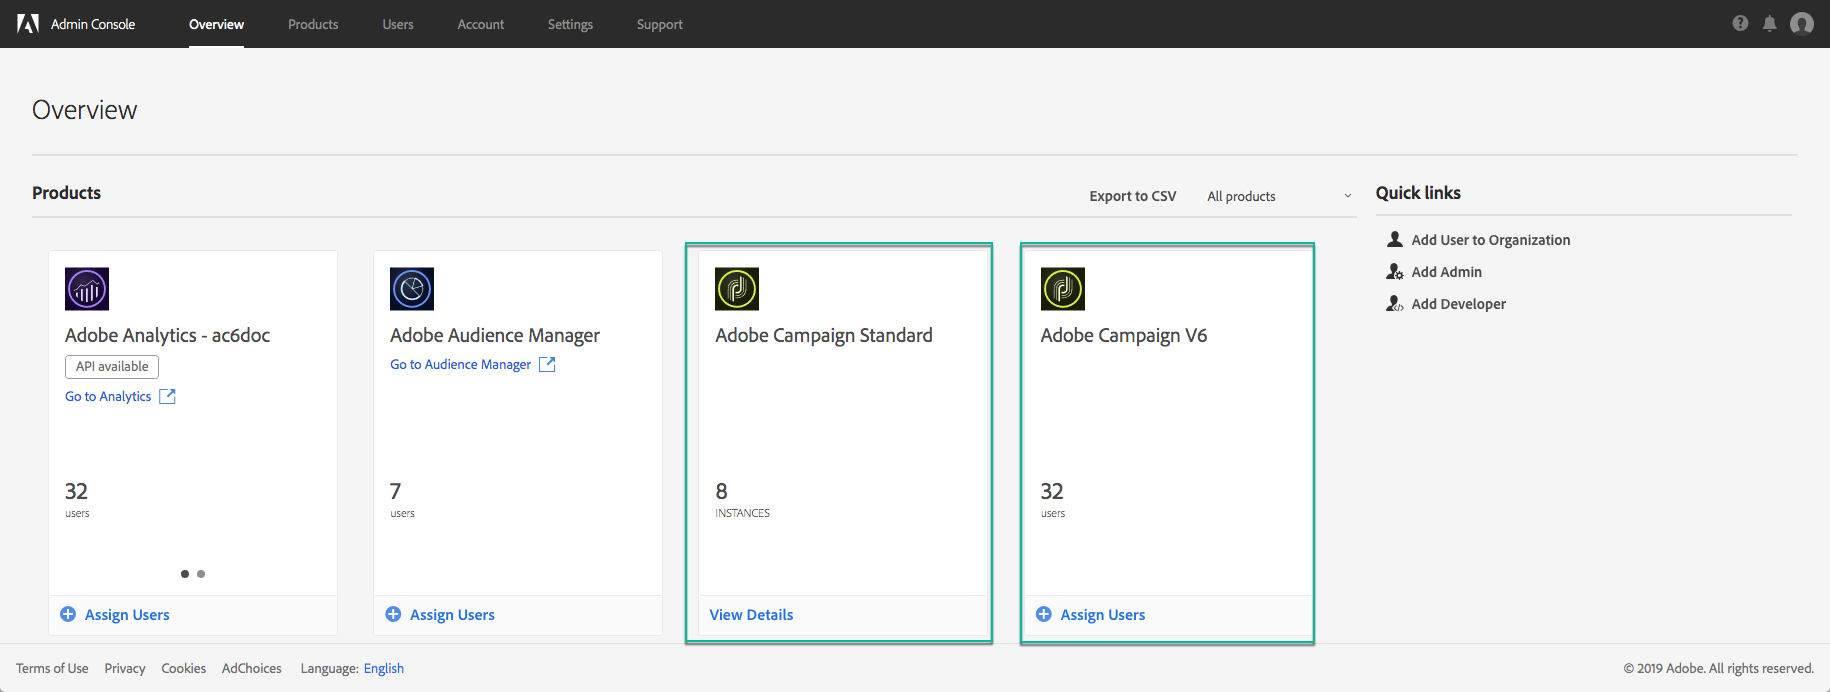 Admin Console
Overview
Products
Users
Account
Settings
Support
Overview
Products
Export to CSV
All products
Quick links
Add User to Organization
Add Admin
Add Developer
Adobe Analytics - ac6doc
API available
Go to Analytics
32
users
Assign Users
Adobe Audience Manager
Go to Audience Manager
7
users
Assign Users
Adobe Campaign Standard
8
INSTANCES
View Details
Adobe Campaign V6
32
users
Assign Users
Terms of Use
Privacy
Cookies
AdChoices
Language: English
© 2019 Adobe. All rights reserved.